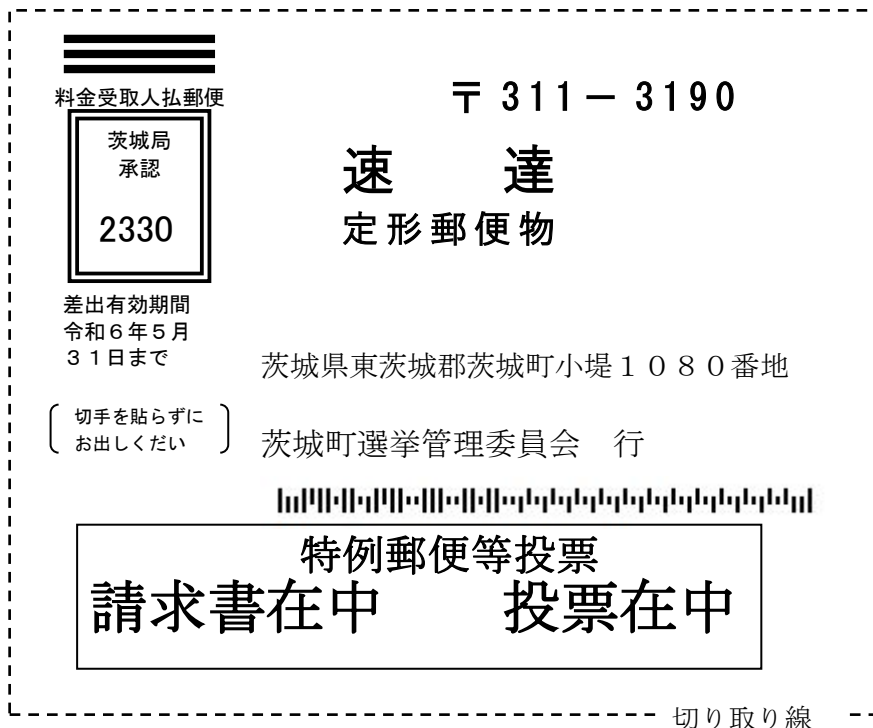 料金受取人払郵便
茨城局
承認
2330
差出有効期間
令和６年５月
３１日まで
切手を貼らずに
お出しくだい
〒311－3190
速　達
定形郵便物
茨城県東茨城郡茨城町小堤１０８０番地
茨城町選挙管理委員会　行
特例郵便等投票
請求書在中　投票在中
切り取り線